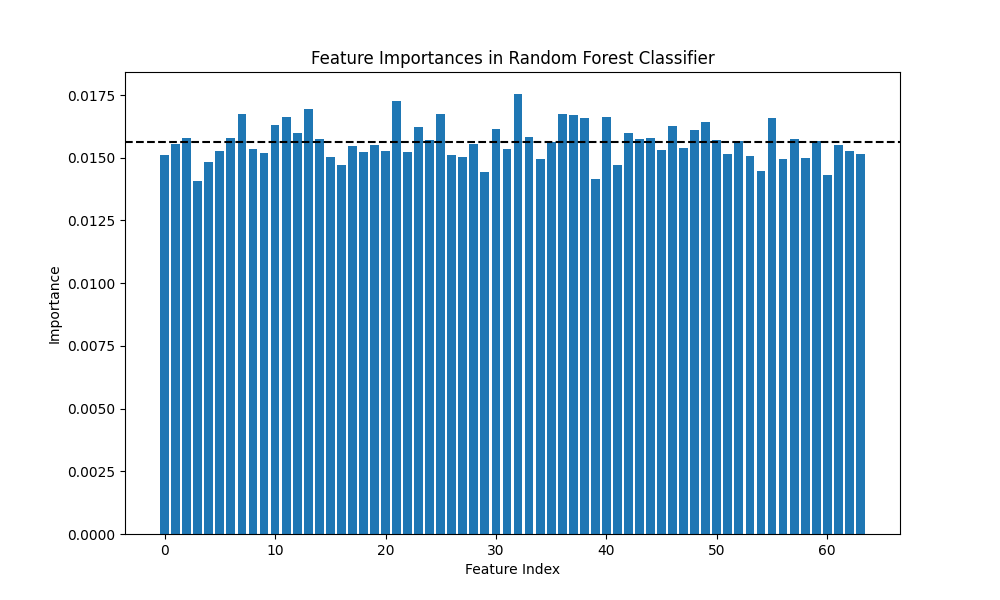 Feature Importances in Random Forest Classifier
0.0175
0.0150
0.0125
0.0100
0.0075
0.0050
0.0025
0.0000
Importance
0 10 20 30 40 50 60
Feature Index